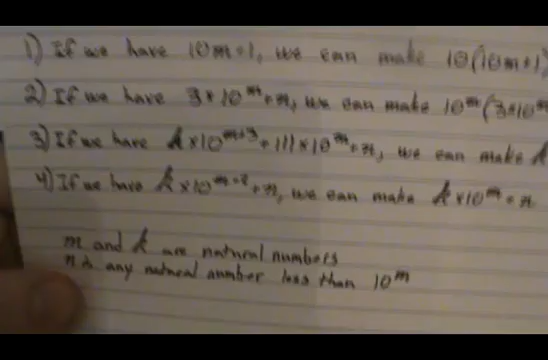 1) If we have 10m+1, we can make 10(10m+1)
2) If we have 3×10^m+n, we can make 10^m(3×10^m
3) If we have k×10^m+3+111×10^m+n, we can make k
4) If we have k×10^m+2+n, we can make k×10^m+n
m and k are natural numbers
n is any natural number less than 10^m